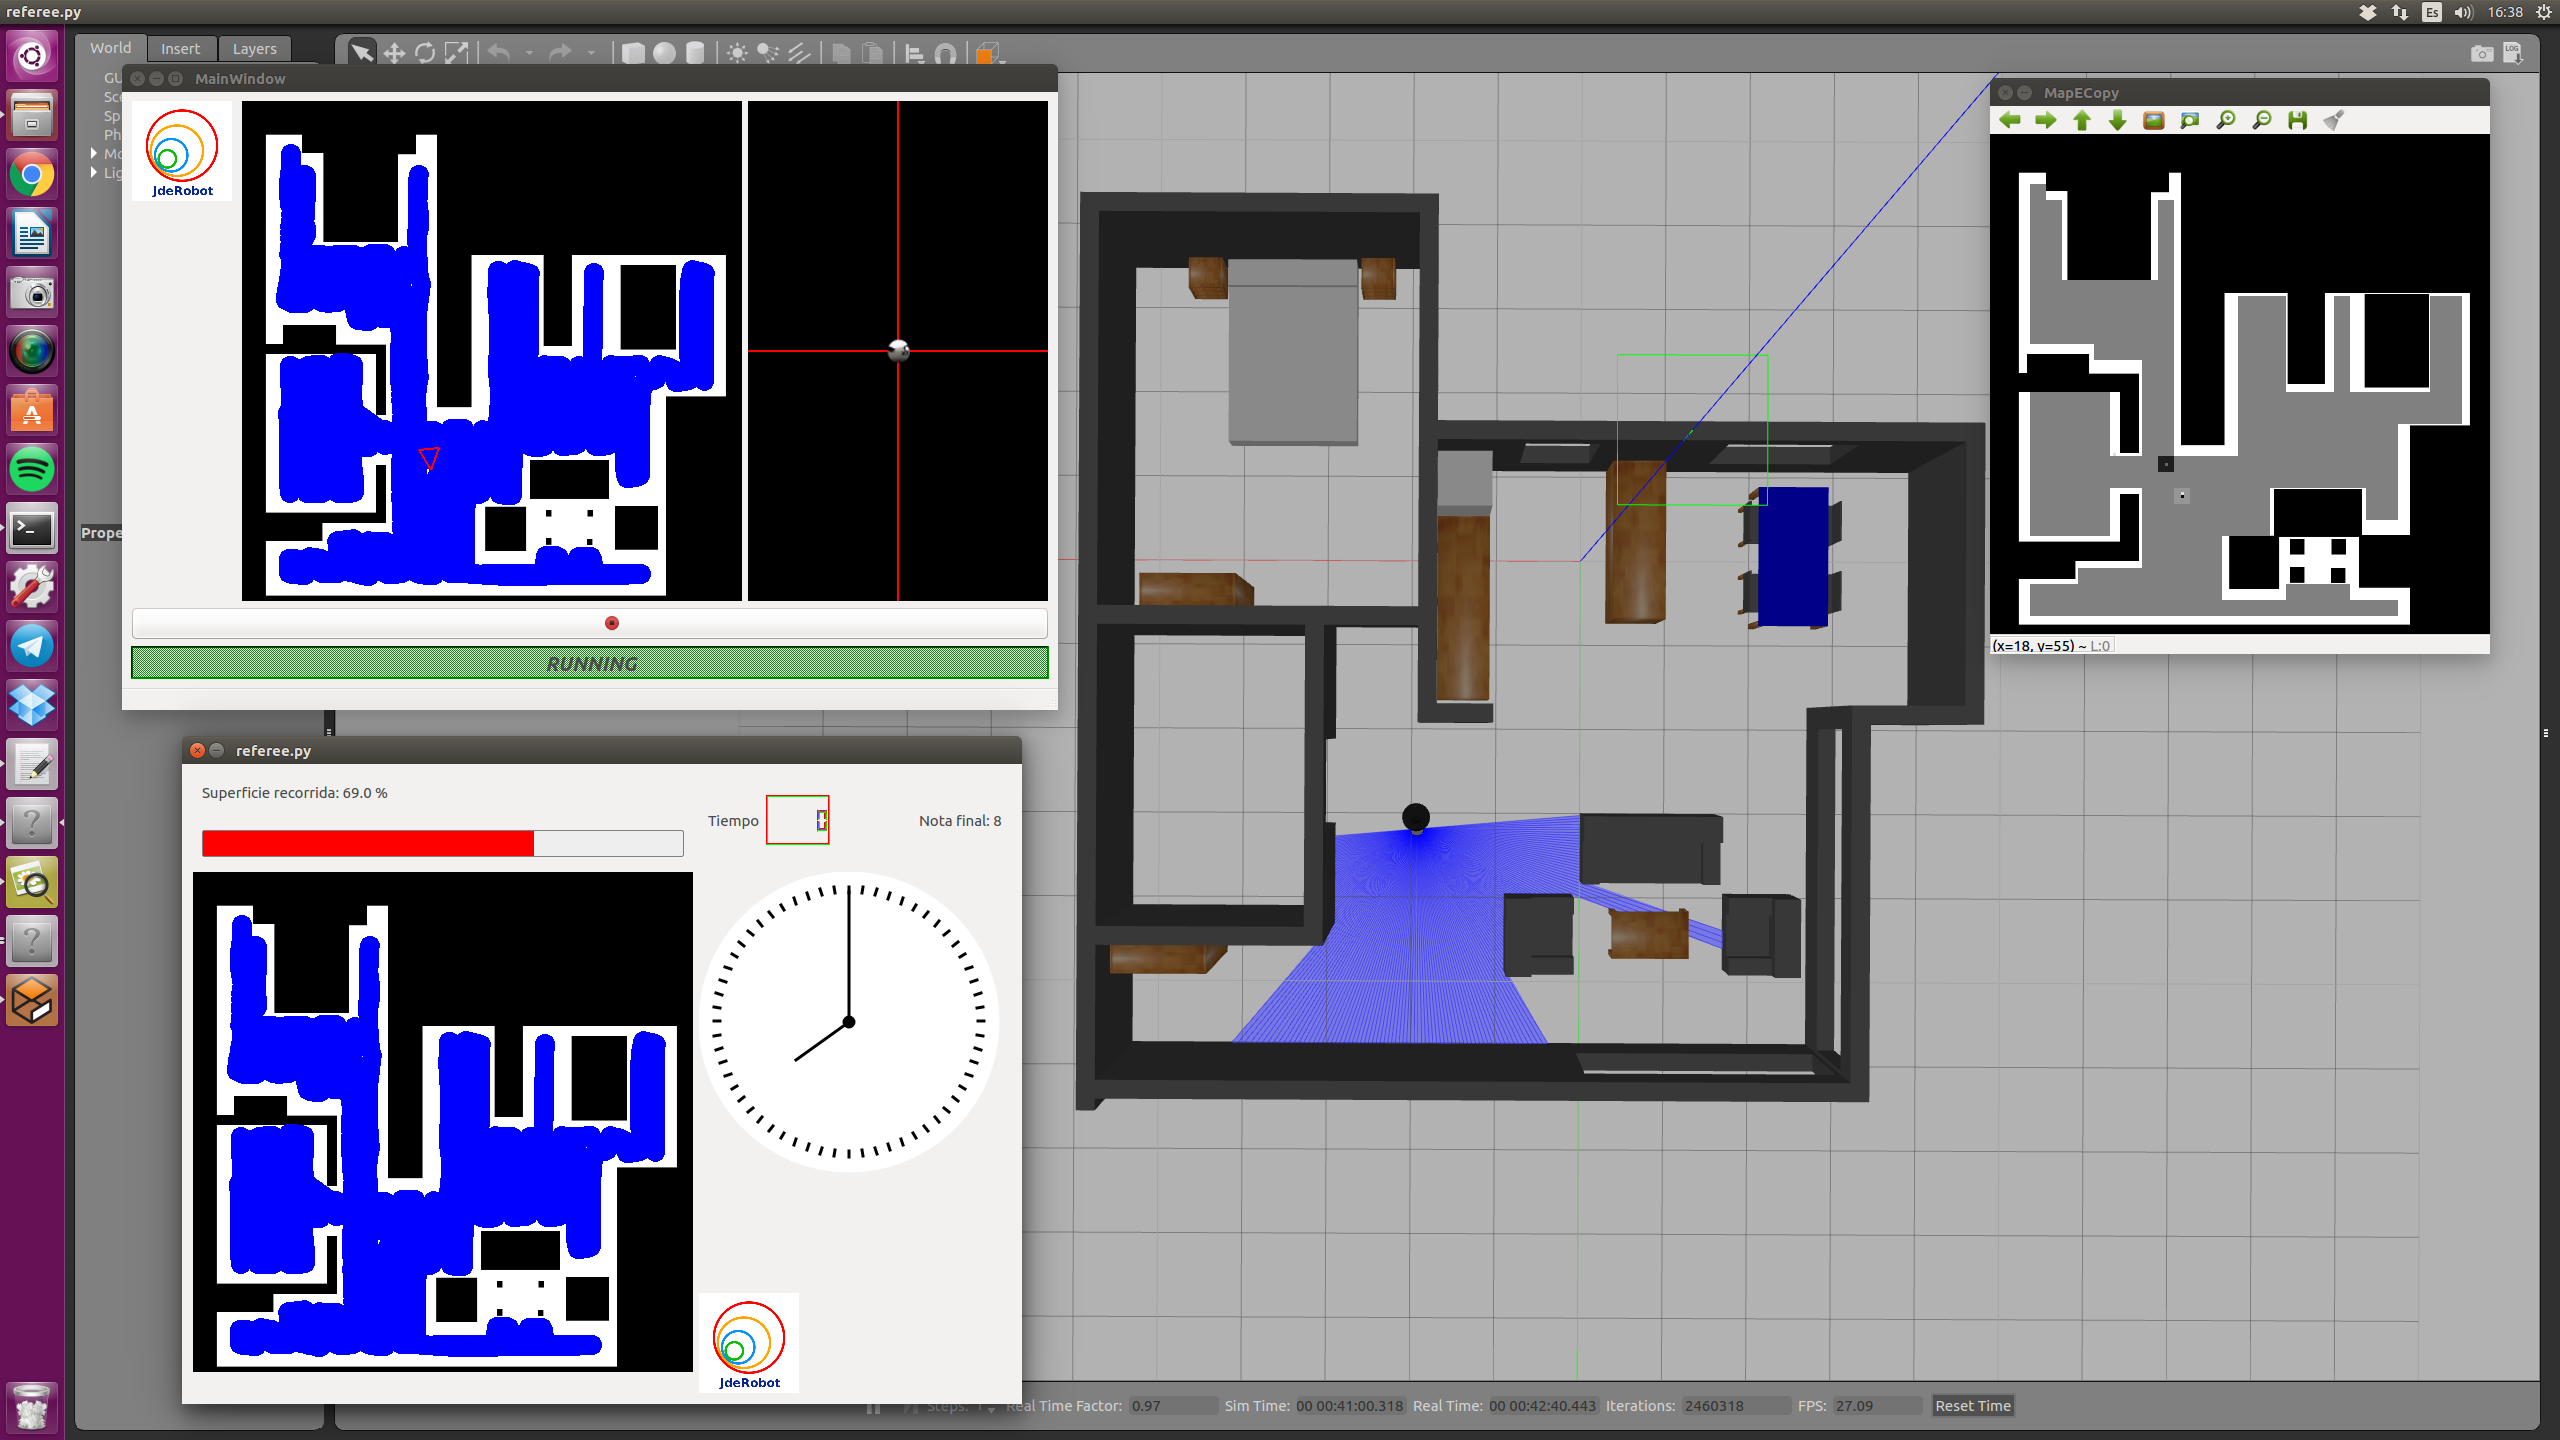 referee.py
Es
16:38
World Insert Layers
GU
Sc
Sp
Ph
Mo
Lig
Prope
LOG
MainWindow
JdeRobot
RUNNING
MapECopy
(x=18, y=55) ~ L:0
referee.py
Superficie recorrida: 69.0 %
Tiempo
Nota final: 8
JdeRobot
Steps: 1 Real Time Factor: 0.97 Sim Time: 00 00:41:00.318 Real Time: 00 00:42:40.443 Iterations: 2460318 FPS: 27.09 Reset Time